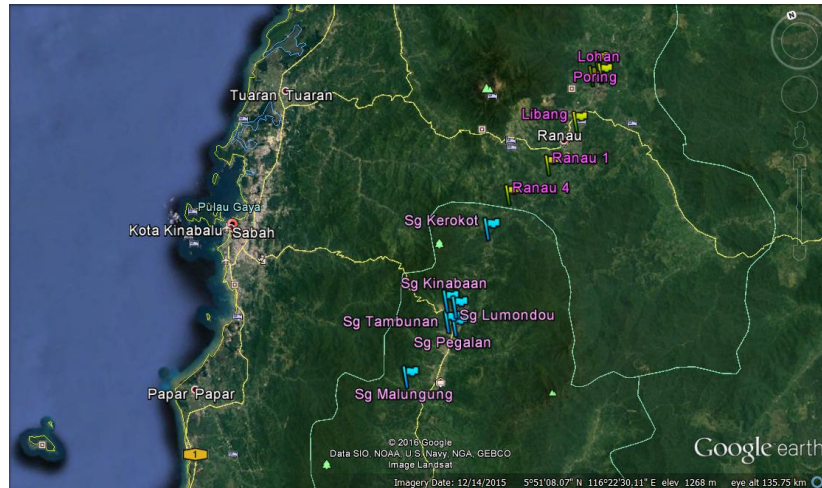 N
Lohan
Poring
Tuaran Tuaran
Libang
Ranau
Ranau 1
Ranau 4
Pulau Gaya
Sg Kerokot
Kota Kinabalu Sabah
Sg Kinabaan
Sg Tambunan
Sg Lumondou
Sg Pegalan
Papar Papar
Sg Malungung
1
© 2016 Google
Data SIO, NOAA, U.S. Navy, NGA, GEBCO
Image Landsat
Google earth
Imagery Date: 12/14/2015 5°51'08.07" N 116°22'30.11" E elev 1268 m eye alt 135.75 km